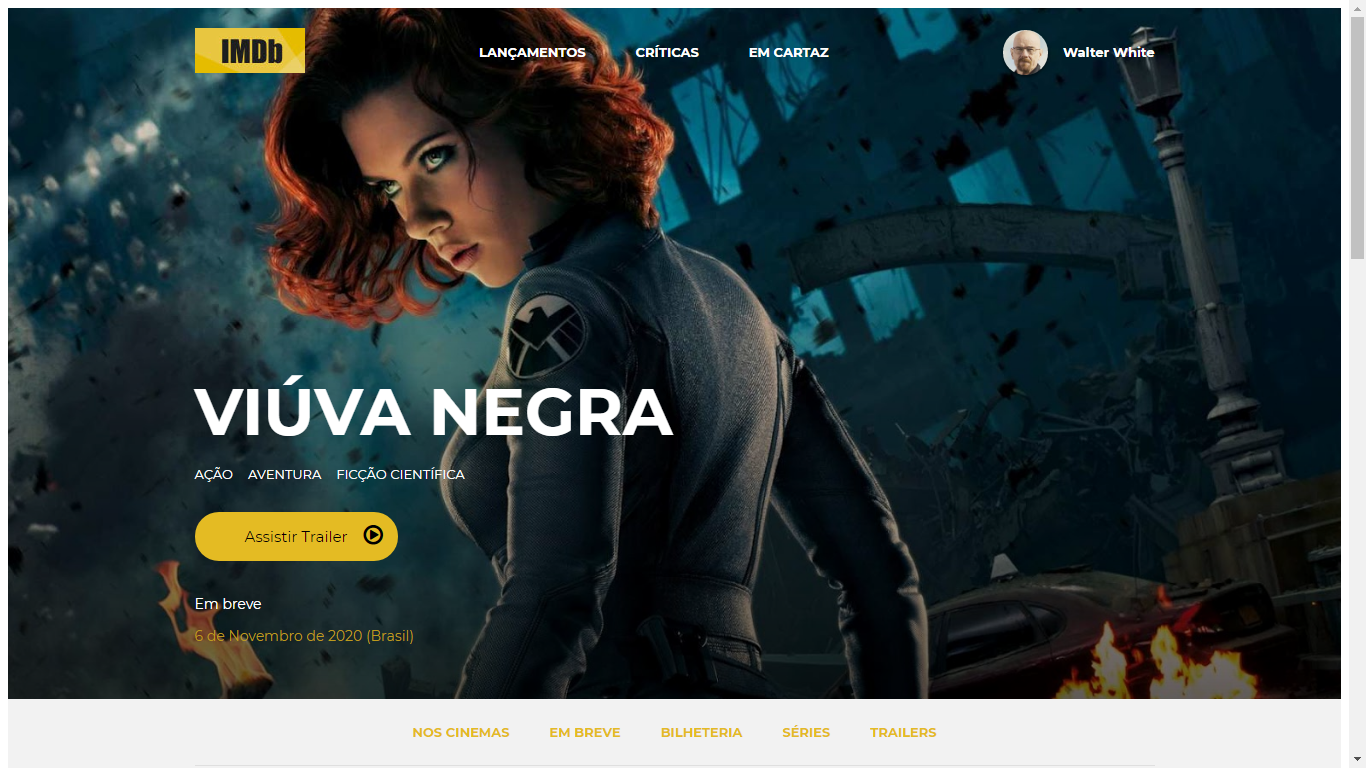 IMDb
LANÇAMENTOS CRÍTICAS EM CARTAZ
Walter White
VIÚVA NEGRA
AÇÃO AVENTURA FICÇÃO CIENTÍFICA
Assistir Trailer
Em breve
6 de Novembro de 2020 (Brasil)
NOS CINEMAS EM BREVE BILHETERIA SÉRIES TRAILERS